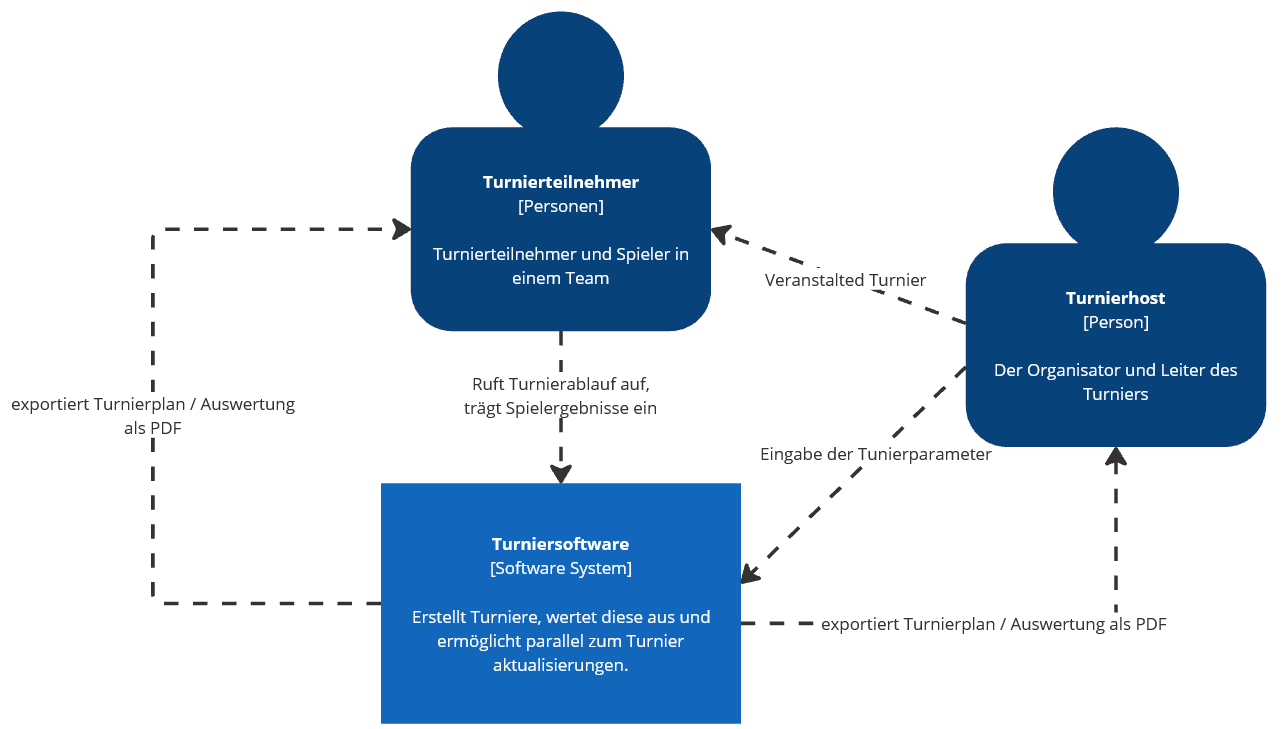 Turnierteilnehmer
[Personen]
Turnierteilnehmer und Spieler in
einem Team
Veranstalted Turnier
Turnierhost
[Person]
Der Organisator und Leiter des
Turniers
Ruft Turnierablauf auf,
trägt Spielergebnisse ein
exportiert Turnierplan / Auswertung
als PDF
Eingabe der Tunierparameter
Turniersoftware
[Software System]
Erstellt Turniere, wertet diese aus und
ermöglicht parallel zum Turnier
aktualisierungen.
exportiert Turnierplan / Auswertung als PDF